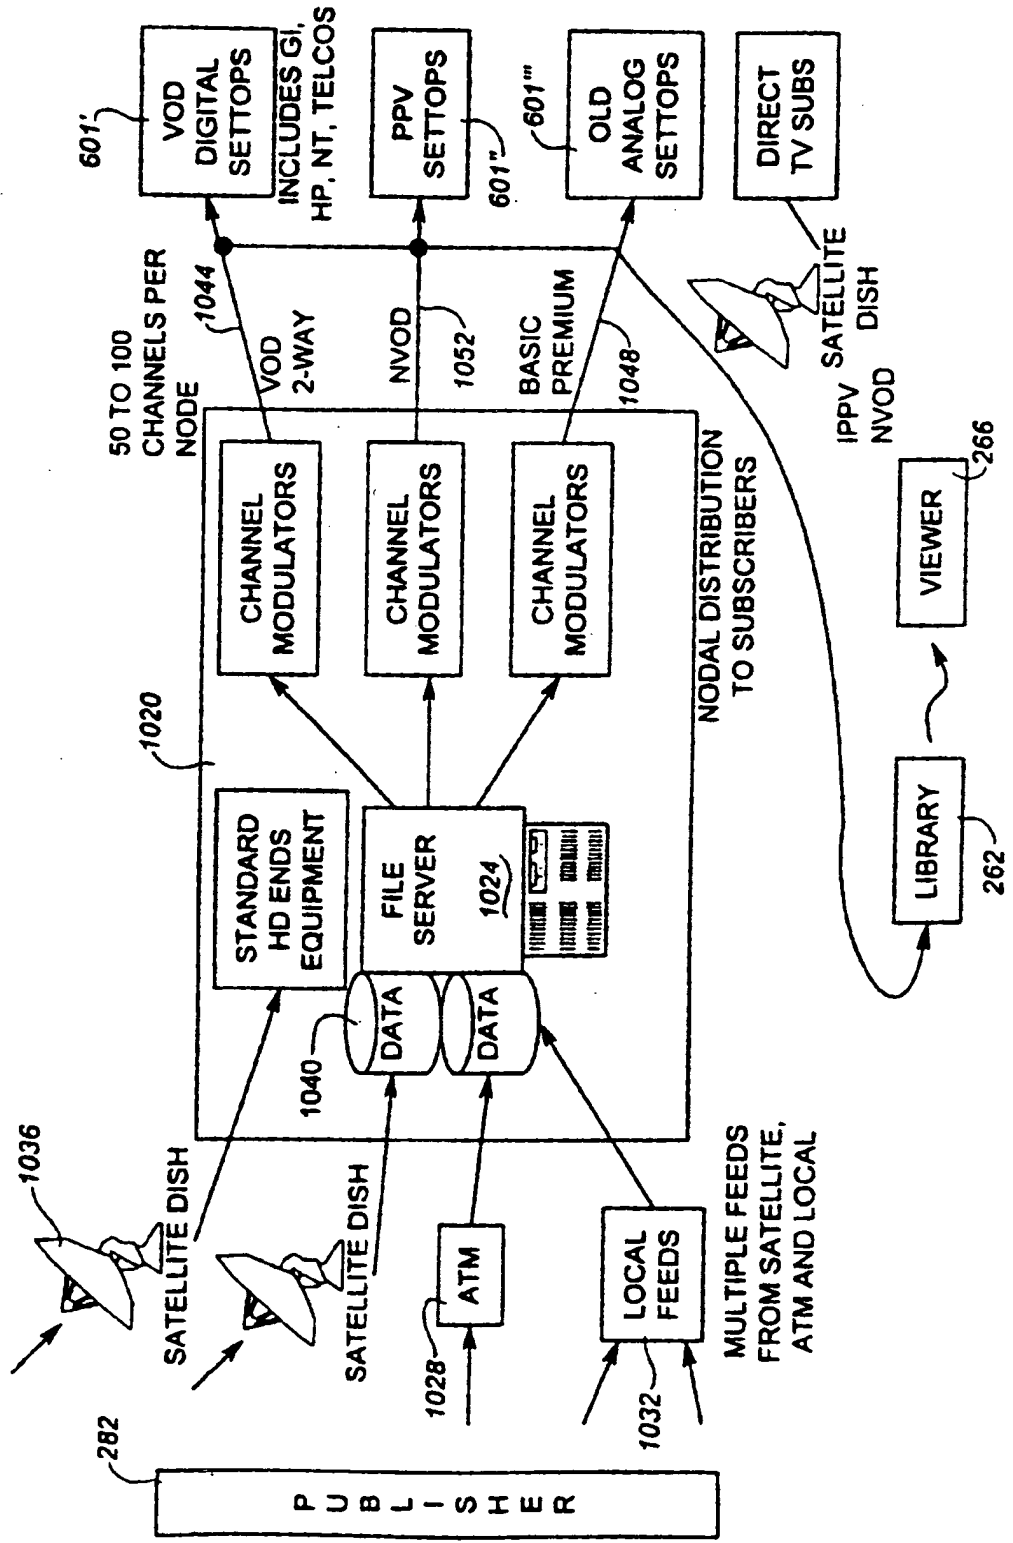 282
PUBLISHER
1036
SATELLITE DISH
SATELLITE DISH
1028
ATM
1032
LOCAL
FEEDS
MULTIPLE FEEDS
FROM SATELLITE,
ATM AND LOCAL
1020
STANDARD
HD ENDS
EQUIPMENT
1040
DATA
DATA
FILE
SERVER
1024
CHANNEL
MODULATORS
CHANNEL
MODULATORS
CHANNEL
MODULATORS
NODAL DISTRIBUTION
TO SUBSCRIBERS
50 TO 100
CHANNELS PER
NODE
1044
VOD
2-WAY
NVOD
1052
BASIC
PREMIUM
1048
601'
VOD
DIGITAL
SETTOPS
INCLUDES GI,
HP, NT, TELCOS
PPV
SETTOPS
601"
601'''
OLD
ANALOG
SETTOPS
DIRECT
TV SUBS
SATELLITE
DISH
IPPV
NVOD
LIBRARY
262
VIEWER
266